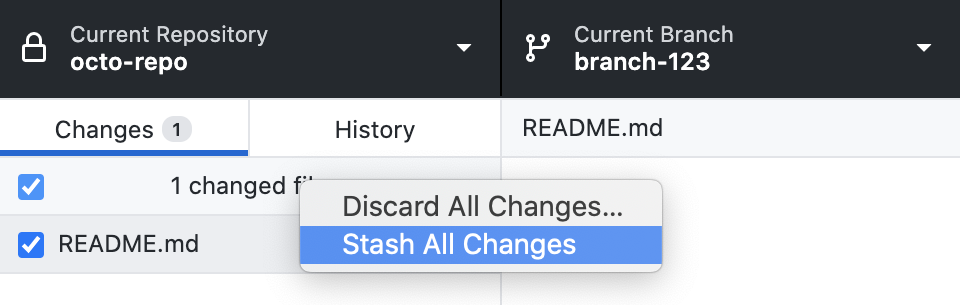 Current Repository
octo-repo
Current Branch
branch-123
Changes 1
History
README.md
1 changed
Discard All Changes...
Stash All Changes
README.md